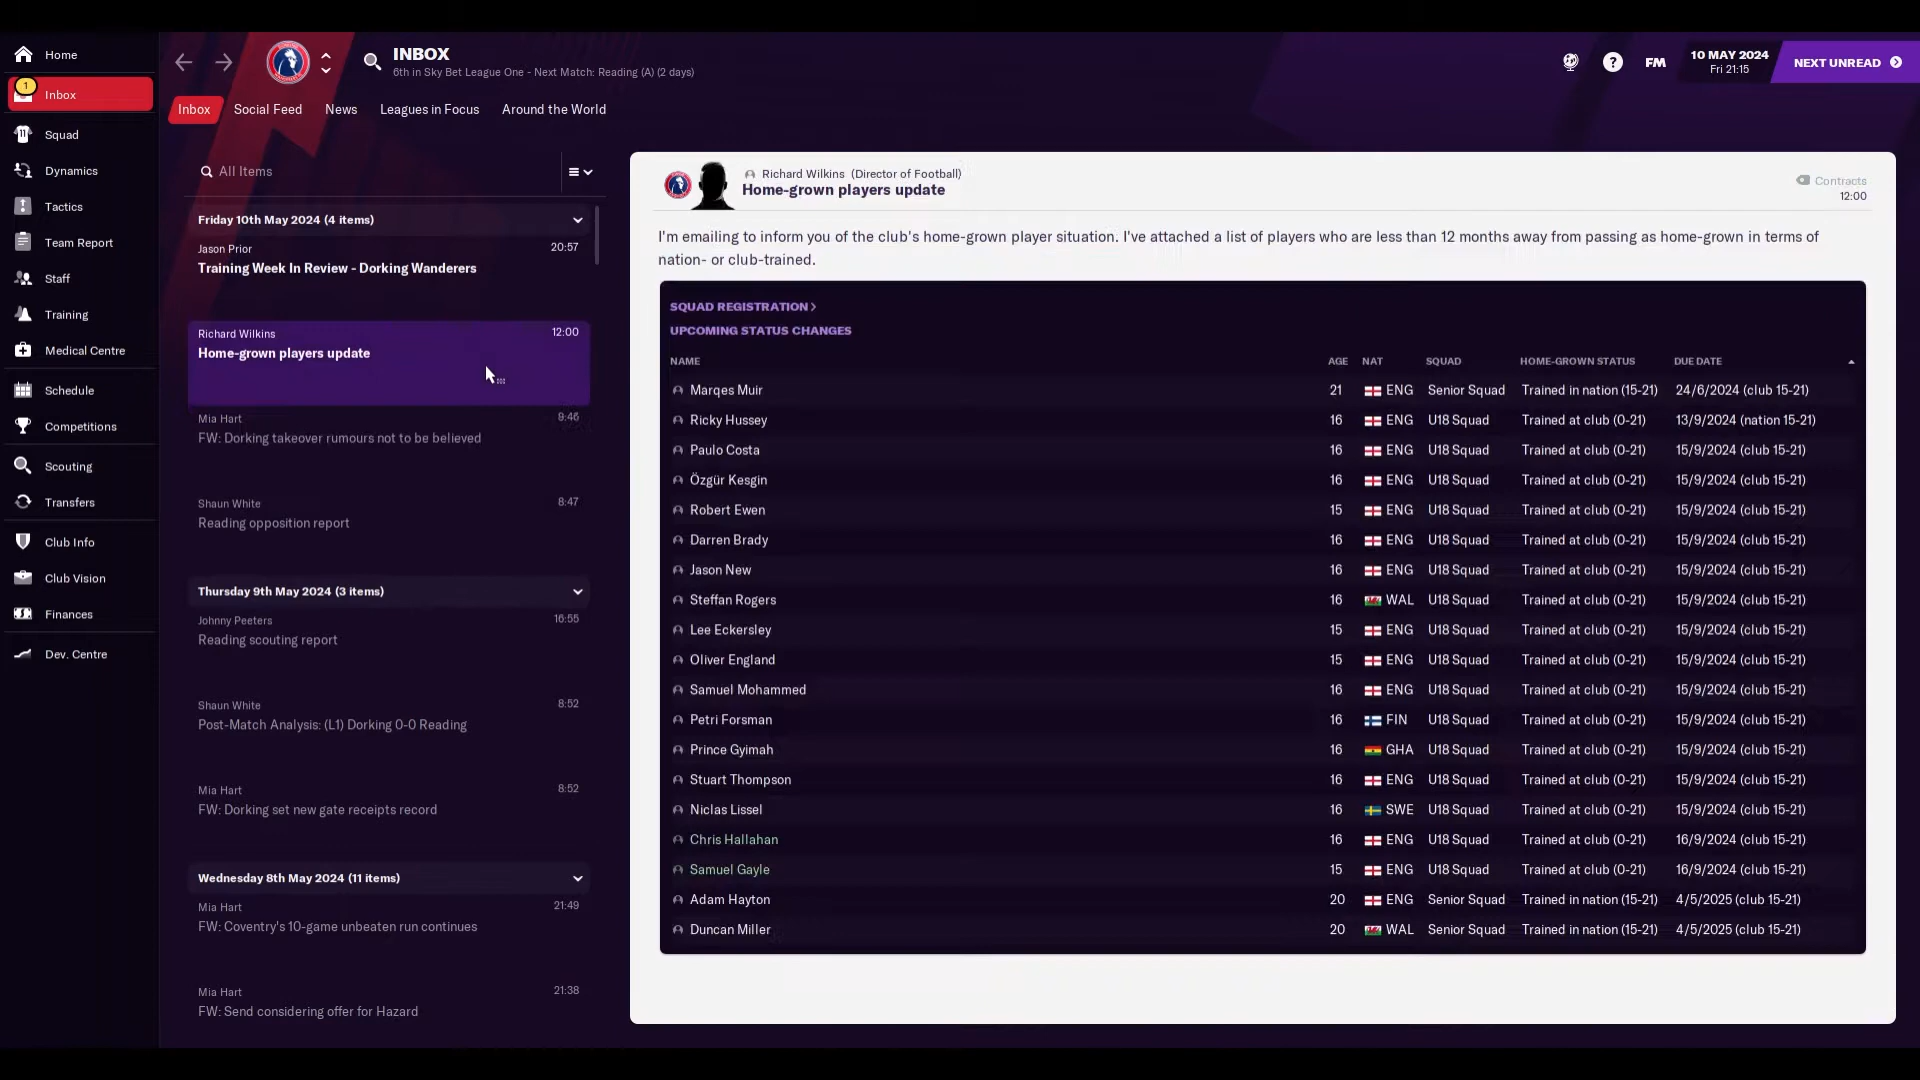 Home
1
Inbox
Squad
Dynamics
Tactics
Team Report
Staff
Training
Medical Centre
Schedule
Competitions
Scouting
Transfers
Club Info
Club Vision
Finances
Dev. Centre
INBOX
6th in Sky Bet League One - Next Match: Reading (A) (2 days)
FM
10 MAY 2024
Fri 21:15
NEXT UNREAD
Inbox Social Feed News Leagues in Focus Around the World
All Items
Friday 10th May 2024 (4 items)
Jason Prior 20:57
Training Week In Review - Dorking Wanderers
Richard Wilkins 12:00
Home-grown players update
Mia Hart 9:46
FW: Dorking takeover rumours not to be believed
Shaun White 8:47
Reading opposition report
Thursday 9th May 2024 (3 items)
Johnny Peeters 16:55
Reading scouting report
Shaun White 8:52
Post-Match Analysis: (L1) Dorking 0-0 Reading
Mia Hart 8:52
FW: Dorking set new gate receipts record
Wednesday 8th May 2024 (11 items)
Mia Hart 21:49
FW: Coventry's 10-game unbeaten run continues
Mia Hart 21:38
FW: Send considering offer for Hazard
Richard Wilkins (Director of Football)
Home-grown players update
Contracts
12:00
I'm emailing to inform you of the club's home-grown player situation. I've attached a list of players who are less than 12 months away from passing as home-grown in terms of
nation- or club-trained.
SQUAD REGISTRATION >
UPCOMING STATUS CHANGES
NAME AGE NAT SQUAD HOME-GROWN STATUS DUE DATE
Marqes Muir 21 ENG Senior Squad Trained in nation (15-21) 24/6/2024 (club 15-21)
Ricky Hussey 16 ENG U18 Squad Trained at club (0-21) 13/9/2024 (nation 15-21)
Paulo Costa 16 ENG U18 Squad Trained at club (0-21) 15/9/2024 (club 15-21)
Özgür Kesgin 16 ENG U18 Squad Trained at club (0-21) 15/9/2024 (club 15-21)
Robert Ewen 15 ENG U18 Squad Trained at club (0-21) 15/9/2024 (club 15-21)
Darren Brady 16 ENG U18 Squad Trained at club (0-21) 15/9/2024 (club 15-21)
Jason New 16 ENG U18 Squad Trained at club (0-21) 15/9/2024 (club 15-21)
Steffan Rogers 16 WAL U18 Squad Trained at club (0-21) 15/9/2024 (club 15-21)
Lee Eckersley 15 ENG U18 Squad Trained at club (0-21) 15/9/2024 (club 15-21)
Oliver England 15 ENG U18 Squad Trained at club (0-21) 15/9/2024 (club 15-21)
Samuel Mohammed 16 ENG U18 Squad Trained at club (0-21) 15/9/2024 (club 15-21)
Petri Forsman 16 FIN U18 Squad Trained at club (0-21) 15/9/2024 (club 15-21)
Prince Gyimah 16 GHA U18 Squad Trained at club (0-21) 15/9/2024 (club 15-21)
Stuart Thompson 16 ENG U18 Squad Trained at club (0-21) 15/9/2024 (club 15-21)
Niclas Lissel 16 SWE U18 Squad Trained at club (0-21) 15/9/2024 (club 15-21)
Chris Hallahan 16 ENG U18 Squad Trained at club (0-21) 16/9/2024 (club 15-21)
Samuel Gayle 15 ENG U18 Squad Trained at club (0-21) 16/9/2024 (club 15-21)
Adam Hayton 20 ENG Senior Squad Trained in nation (15-21) 4/5/2025 (club 15-21)
Duncan Miller 20 WAL Senior Squad Trained in nation (15-21) 4/5/2025 (club 15-21)